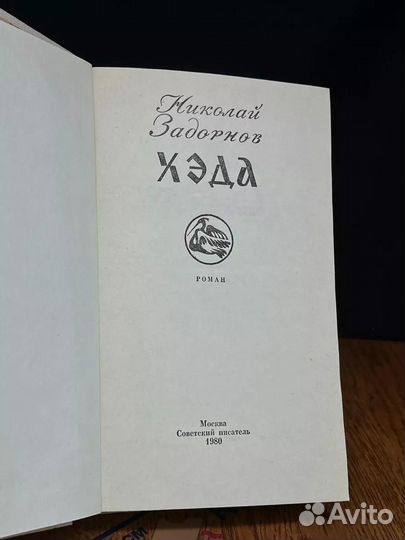 Николай
Задорнов
ХЭДА
РОМАН
Москва
Советский писатель
1980
Avito